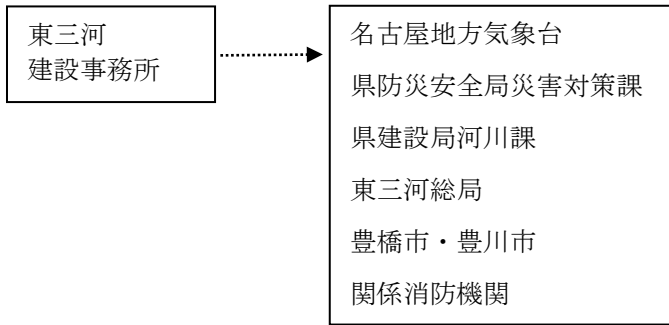 東三河
建設事務所
名古屋地方気象台
県防災安全局災害対策課
県建設局河川課
東三河総局
豊橋市・豊川市
関係消防機関